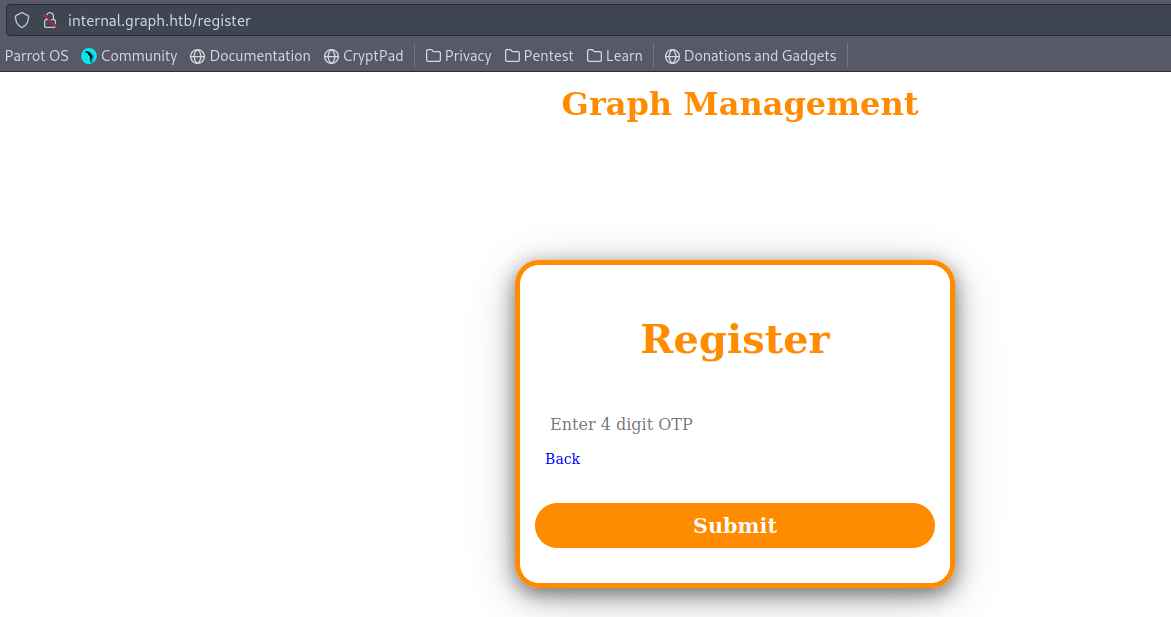 internal.graph.htb/register
Parrot OS Community Documentation CryptPad Privacy Pentest Learn Donations and Gadgets
Graph Management
Register
Enter 4 digit OTP
Back
Submit